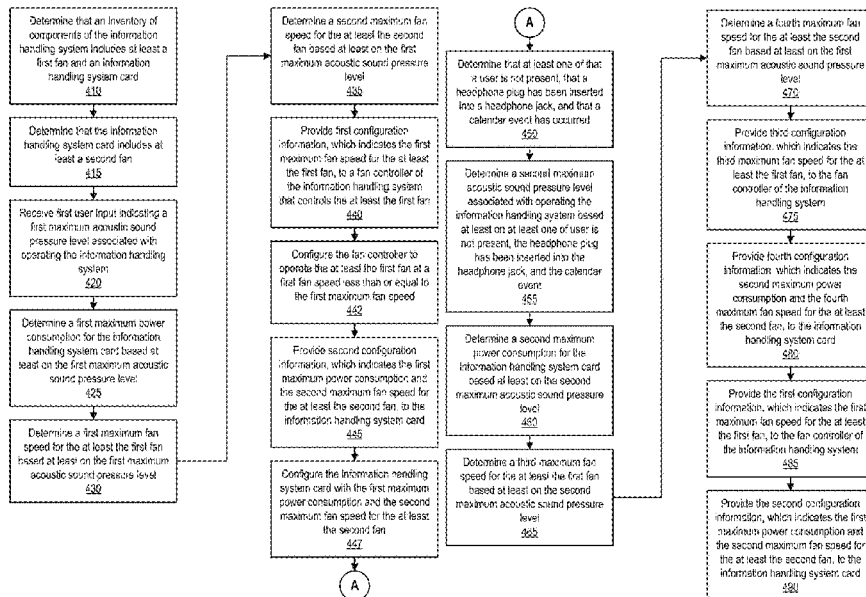 Determine that an inventory of
components of the information
handling system includes at least a
first fan and an information
handling system card
410
Determine that the information
handling system card includes
at least a second fan
415
Receive first user input indicating a
first maximum acoustic sound
pressure level associated with
operating the information handling
system
420
Determine a first maximum power
consumption for the information
handling system card based at
least on the first maximum acoustic
sound pressure level
425
Determine a first maximum fan
speed for the at least the first fan
based at least on the first maximum
acoustic sound pressure level
430
Determine a second maximum fan
speed for the at least the second
fan based at least on the first
maximum acoustic sound pressure
level
435
Provide first configuration
information, which indicates the first
maximum fan speed for the at least
the first fan, to a fan controller of
the information handling system
that controls the at least the first fan
440
Configure the fan controller to
operate the at least the first fan at a
first fan speed less than or equal to
the first maximum fan speed
442
Provide second configuration
information, which indicates the first
maximum power consumption and
the second maximum fan speed for
the at least the second fan, to the
information handling system card
445
Configure the information handling
system card with the first maximum
power consumption and the second
maximum fan speed for the at least
the second fan
447
A
A
Determine that at least one of that
a user is not present, that a
headphone plug has been inserted
into a headphone jack, and that a
calendar event has occurred
450
Determine a second maximum
acoustic sound pressure level
associated with operating the
information handling system based
at least on at least one of user is
not present, the headphone plug
has been inserted into the
headphone jack, and the calendar
event
455
Determine a second maximum
power consumption for the
information handling system card
based at least on the second
maximum acoustic sound pressure
level
460
Determine a third maximum fan
speed for the at least the first fan
based at least on the second
maximum acoustic sound pressure
level
465
Determine a fourth maximum fan
speed for the at least the second
fan based at least on the first
maximum acoustic sound pressure
level
470
Provide third configuration
information, which indicates the
third maximum fan speed for the at
least the first fan, to the fan
controller of the information
handling system
475
Provide fourth configuration
information, which indicates the
second maximum power
consumption and the fourth
maximum fan speed for the at least
the second fan, to the information
handling system card
480
Provide the first configuration
information, which indicates the first
maximum fan speed for the at least
the first fan, to the fan controller of
the information handling system
485
Provide the second configuration
information, which indicates the first
maximum power consumption and
the second maximum fan speed for
the at least the second fan, to the
information handling system card
490